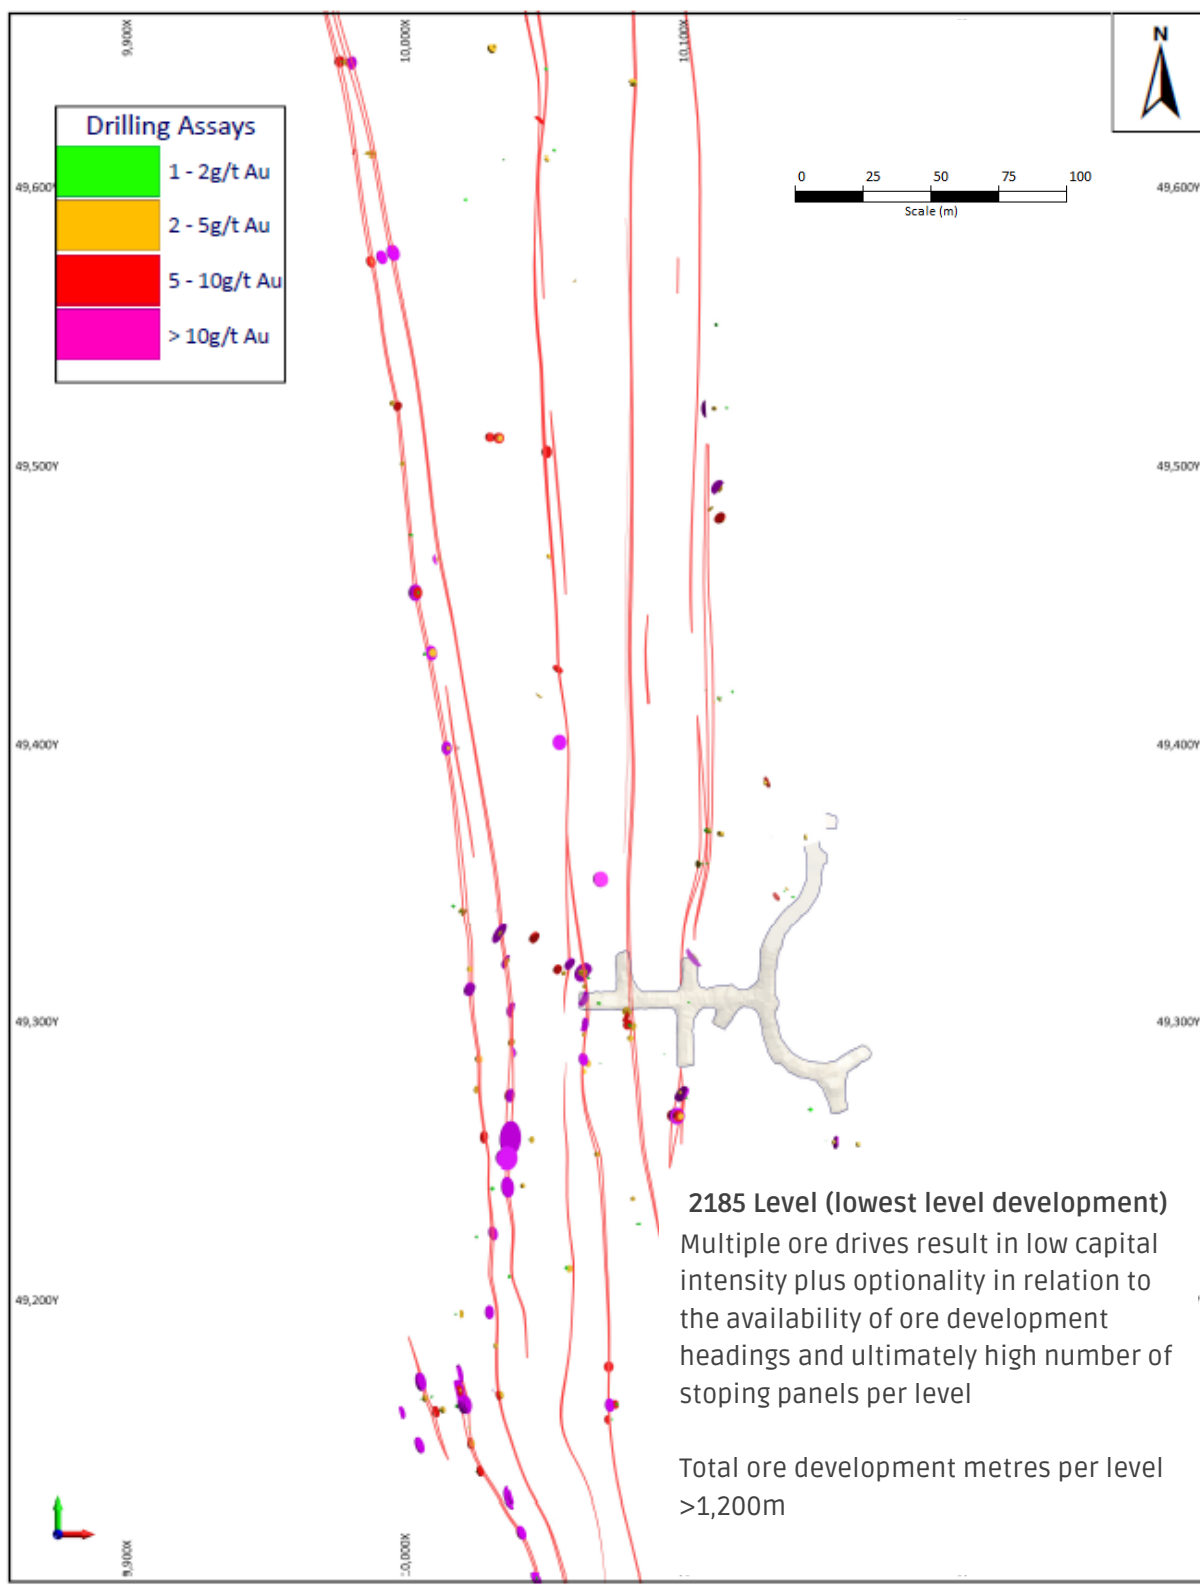 9,900X
10,000X
10,100X
N
Drilling Assays
1 - 2g/t Au
2 - 5g/t Au
5 - 10g/t Au
> 10g/t Au
0 25 50 75 100
Scale (m)
49,600Y
49,600Y
49,500Y
49,500Y
49,400Y
49,400Y
49,300Y
49,300Y
49,200Y
2185 Level (lowest level development)
Multiple ore drives result in low capital
intensity plus optionality in relation to
the availability of ore development
headings and ultimately high number of
stoping panels per level
Total ore development metres per level
>1,200m
9,900X
10,000X